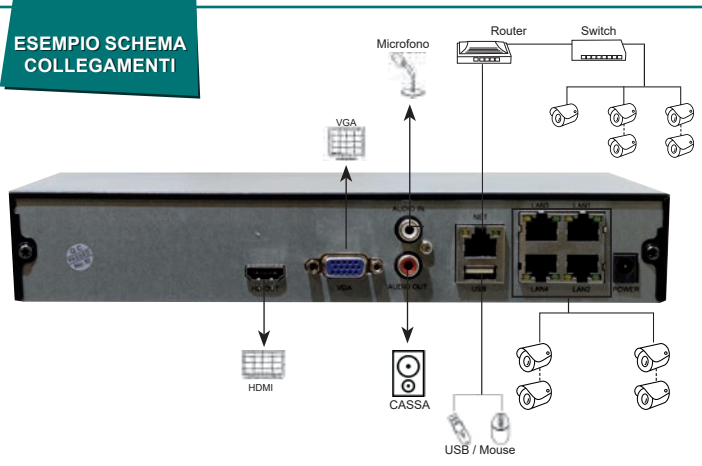 ESEMPIO SCHEMA
COLLEGAMENTI
Microfono
Router
Switch
VGA
AUDIO IN
NET
LAN3
LAN1
HD OUT
VGA
AUDIO OUT
USB
LAN4
LAN2
POWER
HDMI
CASSA
USB / Mouse